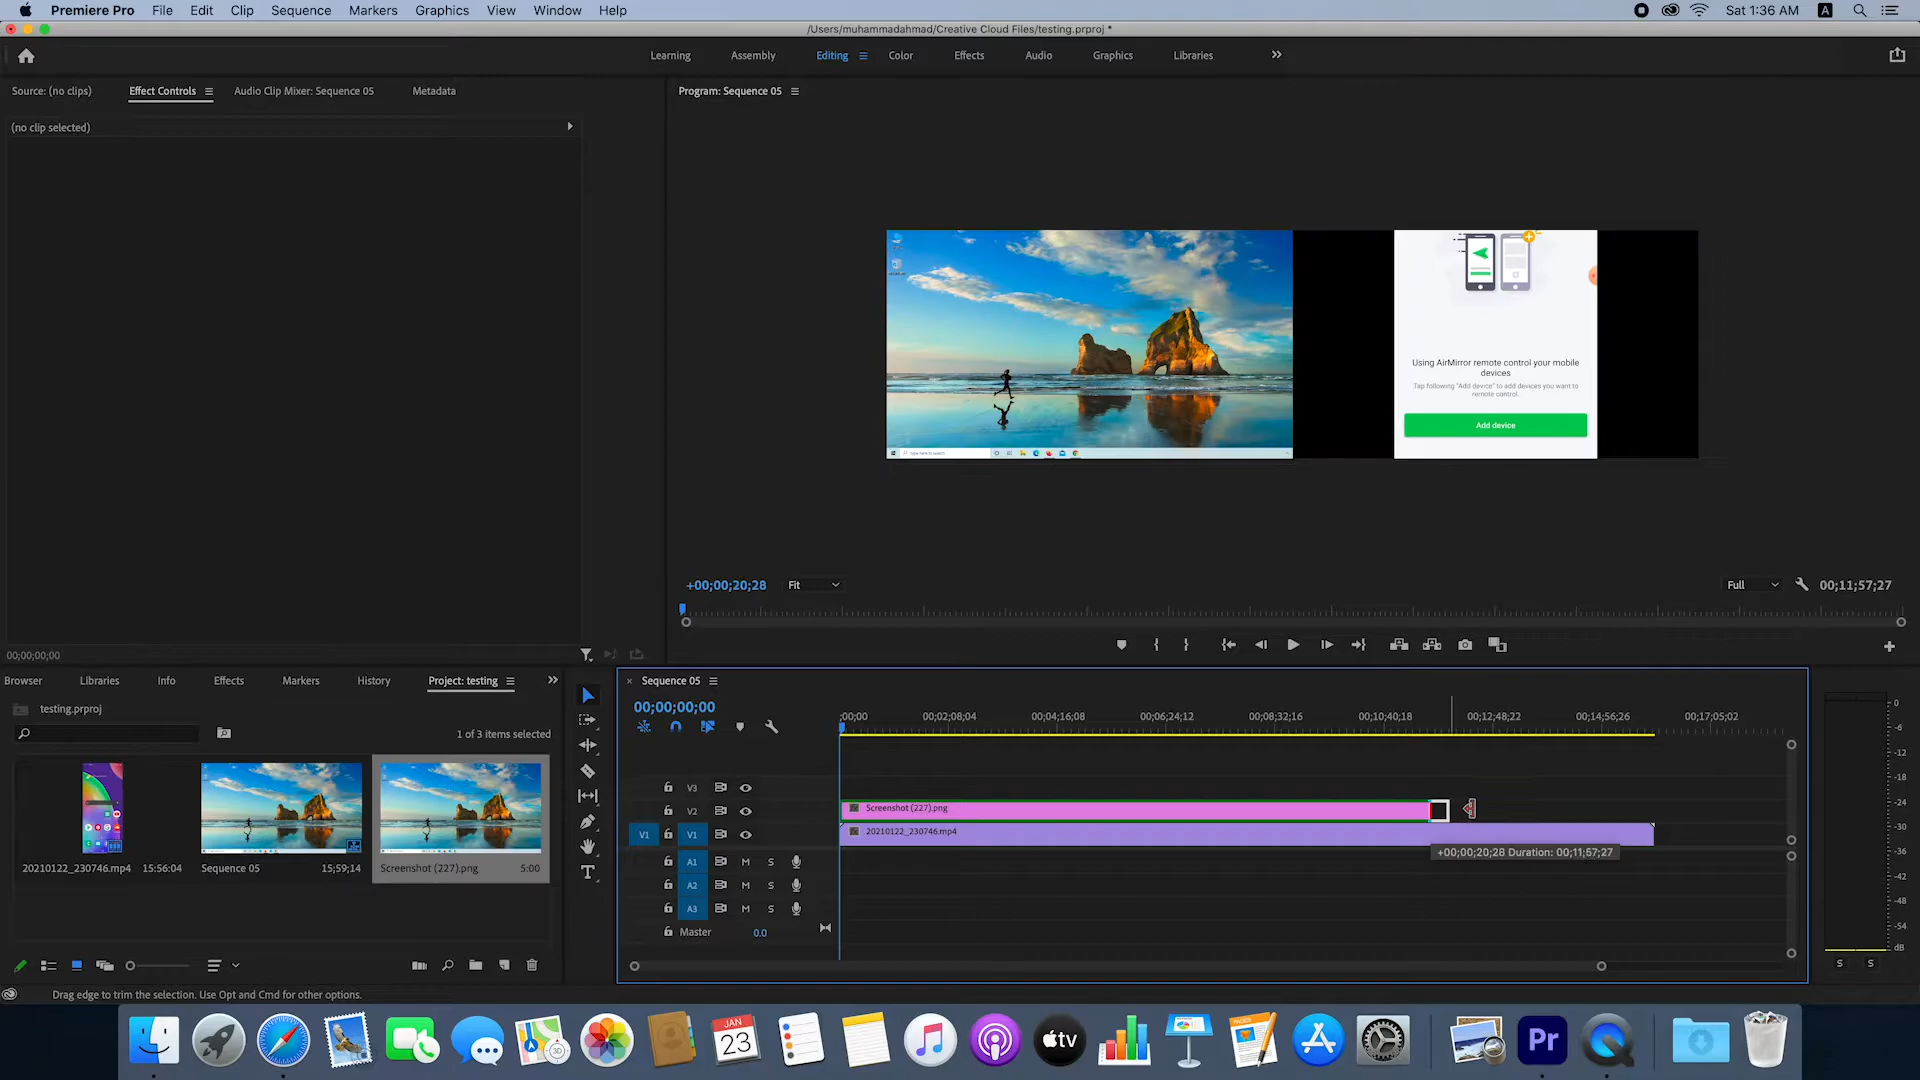 Premiere Pro File Edit Clip Sequence Markers Graphics View Window Help
Sat 1:36 AM A
/Users/muhammadahmad/Creative Cloud Files/testing.prproj *
Learning Assembly Editing Color Effects Audio Graphics Libraries
Source: (no clips) Effect Controls Audio Clip Mixer: Sequence 05 Metadata
Program: Sequence 05
(no clip selected)
Using AirMirror remote control your mobile
devices
Tap following "Add device" to add devices you want to
remote control.
Add device
+00;00;20;28 Fit Full 00;11;57;27
00;00;00;00
Browser Libraries Info Effects Markers History Project: testing
testing.prproj
1 of 3 items selected
20210122_230746.mp4 15:56:04
Sequence 05 15;59;14
Screenshot (227).png 5:00
Sequence 05
00;00;00;00
;00;00 00;02;08;04 00;04;16;08 00;06;24;12 00;08;32;16 00;10;40;18 00;12;48;22 00;14;56;26 00;17;05;02
V3
V2 Screenshot (227).png
V1 V1 20210122_230746.mp4
+00;00;20;28 Duration: 00;11;57;27
A1 M S
A2 M S
A3 M S
Master 0.0
0
-6
-12
-18
-24
-30
-36
-42
-48
-54
dB
S S
Drag edge to trim the selection. Use Opt and Cmd for other options.
JAN
23
3D
tv
PAGES
Pr